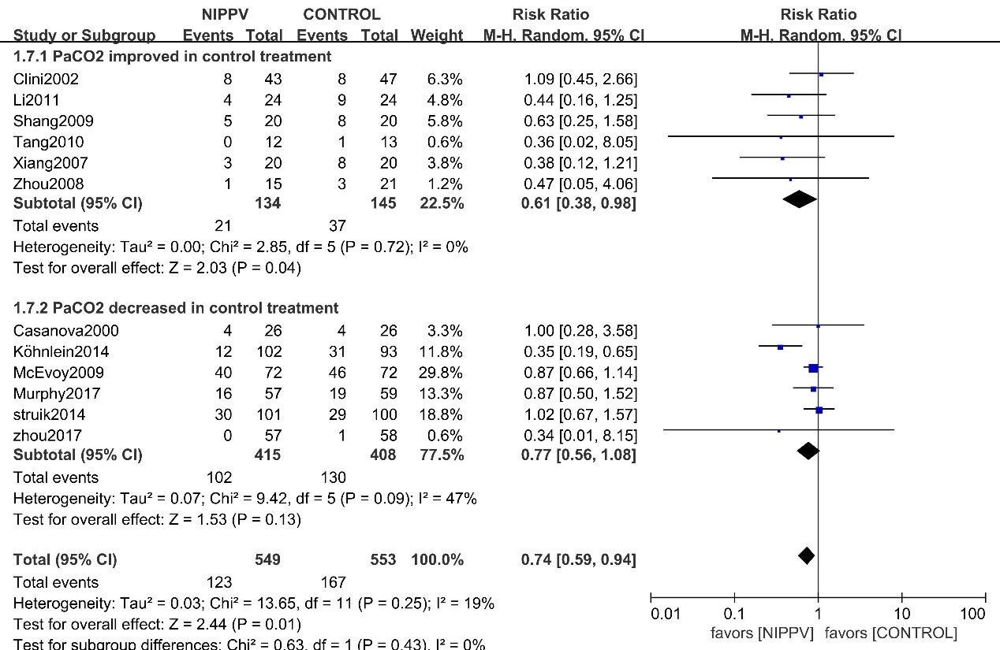 NIPPV CONTROL Risk Ratio Risk Ratio
Study or Subgroup Events Total Events Total Weight M-H, Random, 95% CI M-H, Random, 95% CI
1.7.1 PaCO2 improved in control treatment
Clini2002 8 43 8 47 6.3% 1.09 [0.45, 2.66]
Li2011 4 24 9 24 4.8% 0.44 [0.16, 1.25]
Shang2009 5 20 8 20 5.8% 0.63 [0.25, 1.58]
Tang2010 0 12 1 13 0.6% 0.36 [0.02, 8.05]
Xiang2007 3 20 8 20 3.8% 0.38 [0.12, 1.21]
Zhou2008 1 15 3 21 1.2% 0.47 [0.05, 4.06]
Subtotal (95% CI) 134 145 22.5% 0.61 [0.38, 0.98]
Total events 21 37
Heterogeneity: Tau² = 0.00; Chi² = 2.85, df = 5 (P = 0.72); I² = 0%
Test for overall effect: Z = 2.03 (P = 0.04)
1.7.2 PaCO2 decreased in control treatment
Casanova2000 4 26 4 26 3.3% 1.00 [0.28, 3.58]
Köhnlein2014 12 102 31 93 11.8% 0.35 [0.19, 0.65]
McEvoy2009 40 72 46 72 29.8% 0.87 [0.66, 1.14]
Murphy2017 16 57 19 59 13.3% 0.87 [0.50, 1.52]
struik2014 30 101 29 100 18.8% 1.02 [0.67, 1.57]
zhou2017 0 57 1 58 0.6% 0.34 [0.01, 8.15]
Subtotal (95% CI) 415 408 77.5% 0.77 [0.56, 1.08]
Total events 102 130
Heterogeneity: Tau² = 0.07; Chi² = 9.42, df = 5 (P = 0.09); I² = 47%
Test for overall effect: Z = 1.53 (P = 0.13)
Total (95% CI) 549 553 100.0% 0.74 [0.59, 0.94]
Total events 123 167
Heterogeneity: Tau² = 0.03; Chi² = 13.65, df = 11 (P = 0.25); I² = 19%
Test for overall effect: Z = 2.44 (P = 0.01)
Test for subgroup differences: Chi² = 0.63, df = 1 (P = 0.43), I² = 0%
0.01 0.1 1 10 100
favors [NIPPV] favors [CONTROL]